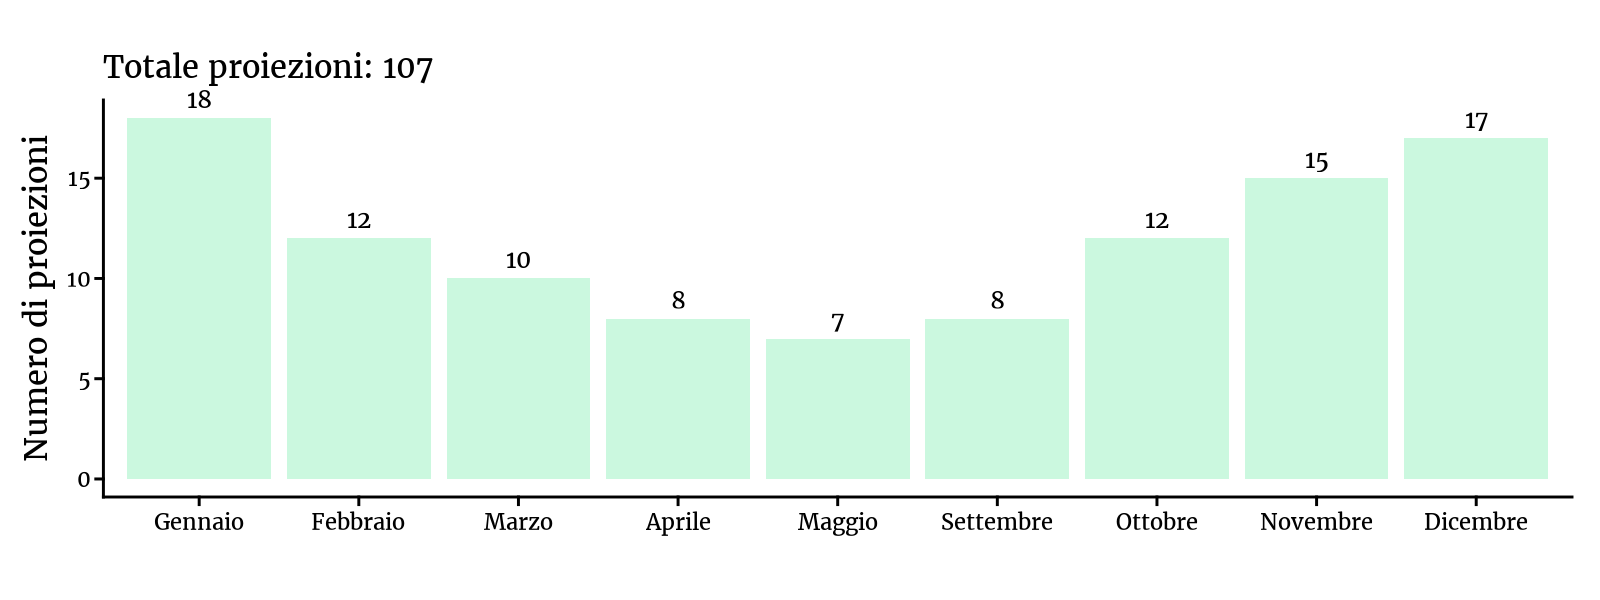 Totale proiezioni: 107
Numero di proiezioni
15
10
5
0
18
12
10
8
7
8
12
15
17
Gennaio
Febbraio
Marzo
Aprile
Maggio
Settembre
Ottobre
Novembre
Dicembre